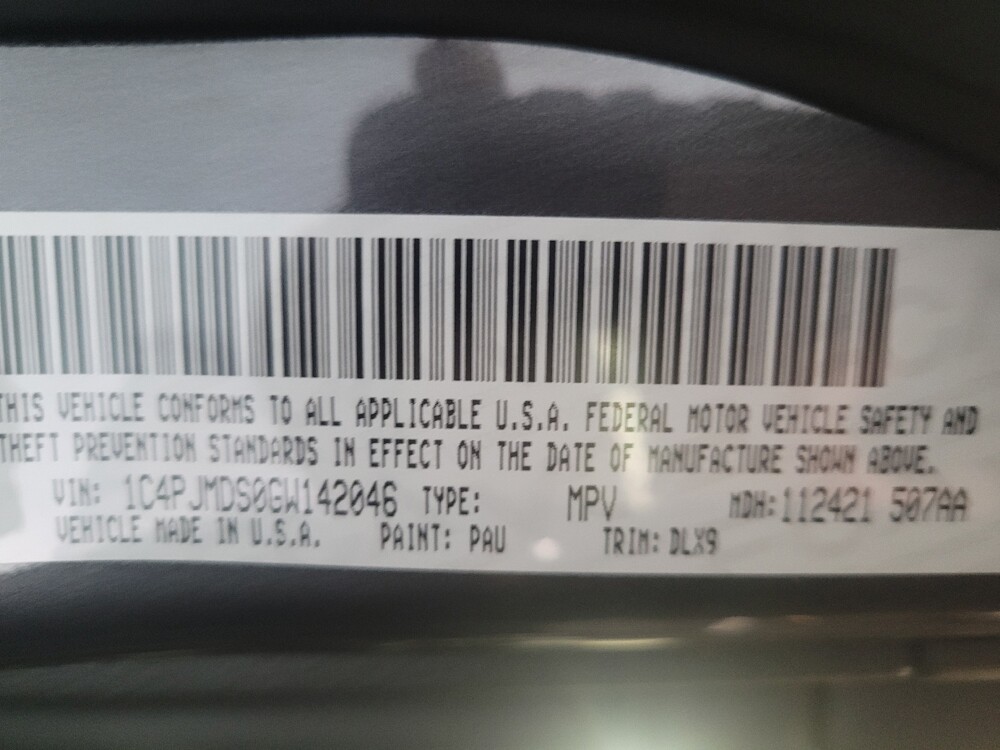 THIS VEHICLE CONFORMS TO ALL APPLICABLE U.S.A. FEDERAL MOTOR VEHICLE SAFETY AND
THEFT PREVENTION STANDARDS IN EFFECT ON THE DATE OF MANUFACTURE SHOWN ABOVE.
VIN: 1C4PJMDS0GW142046 TYPE: MPV MDH: 112421 507AA
VEHICLE MADE IN U.S.A. PAINT: PAU TRIM: DLX9